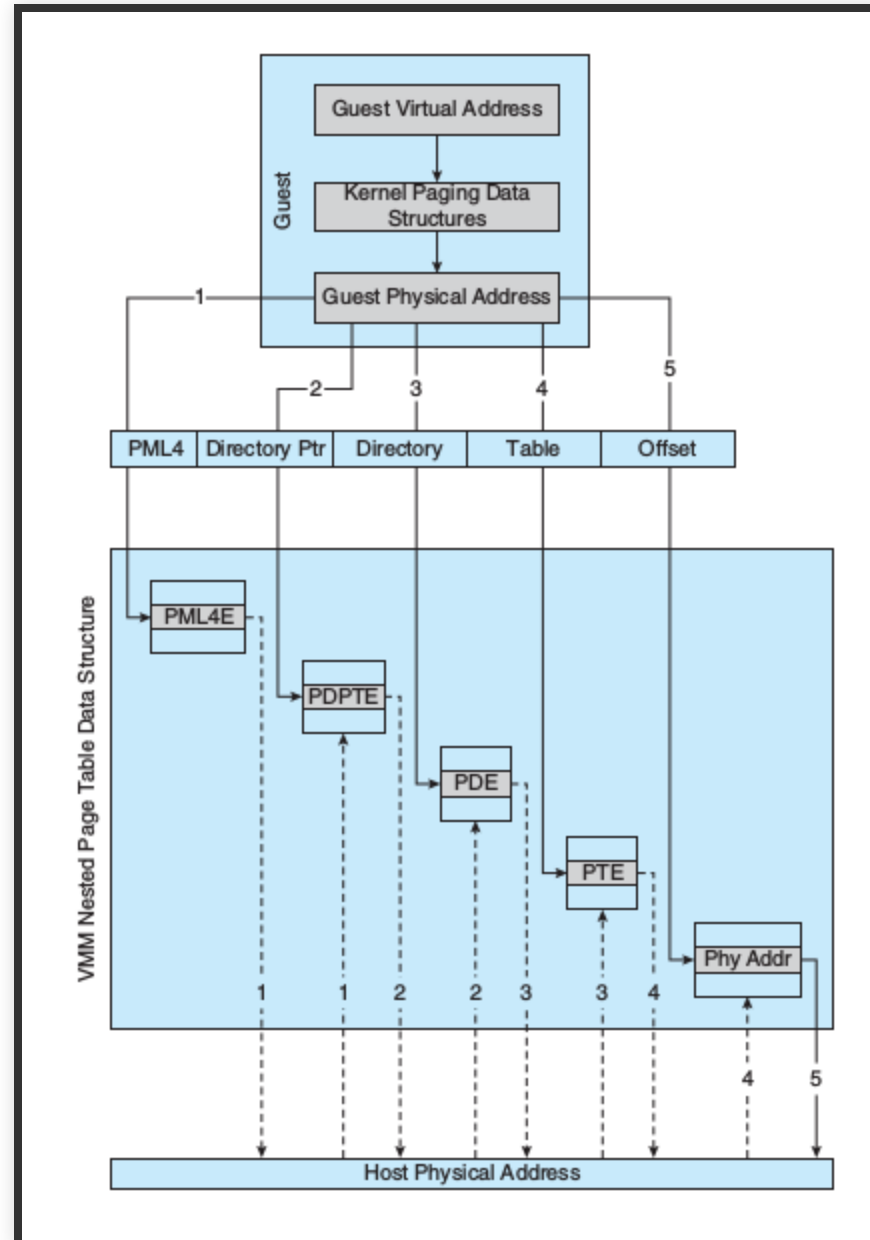 Guest Virtual Address
Kernel Paging Data
Structures
Guest
Guest Physical Address
1
2
3
4
5
PML4
Directory Ptr
Directory
Table
Offset
VMM Nested Page Table Data Structure
PML4E
PDPTE
PDE
PTE
Phy Addr
1
1
2
2
3
3
4
4
5
Host Physical Address